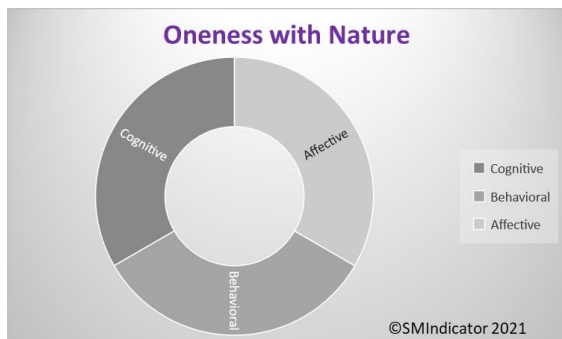 Oneness with Nature
Cognitive
Affective
Behavioral
Cognitive
Behavioral
Affective
©SMIndicator 2021